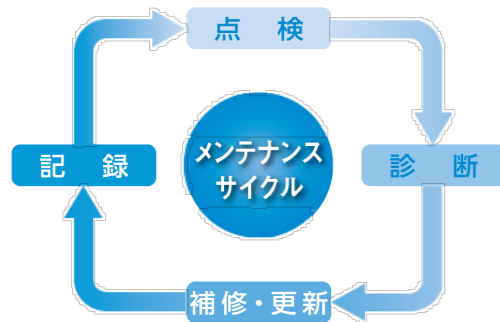 点 検
メンテナンス
サイクル
記 録
診 断
補修・更新